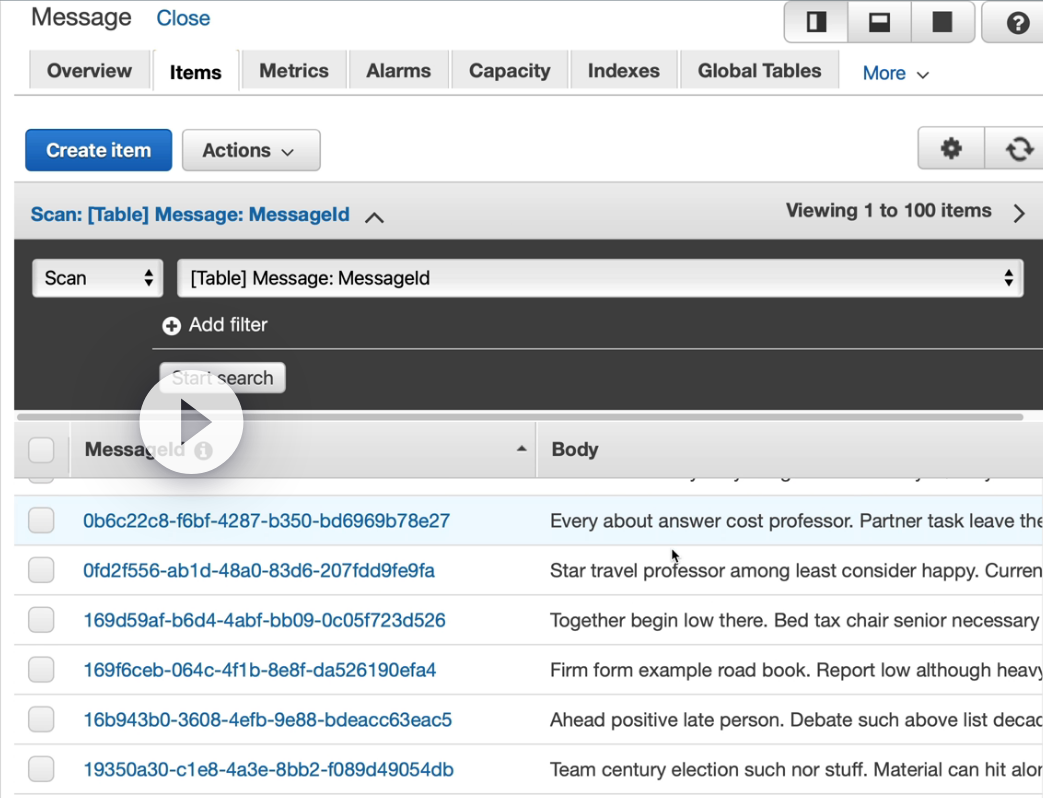 Message Close
Overview Items Metrics Alarms Capacity Indexes Global Tables More
Create item Actions
Scan: [Table] Message: MessageId Viewing 1 to 100 items
Scan [Table] Message: MessageId
Add filter
Start search
MessageId Body
0b6c22c8-f6bf-4287-b350-bd6969b78e27 Every about answer cost professor. Partner task leave the
0fd2f556-ab1d-48a0-83d6-207fdd9fe9fa Star travel professor among least consider happy. Curren
169d59af-b6d4-4abf-bb09-0c05f723d526 Together begin low there. Bed tax chair senior necessary
169f6ceb-064c-4f1b-8e8f-da526190efa4 Firm form example road book. Report low although heavy
16b943b0-3608-4efb-9e88-bdeacc63eac5 Ahead positive late person. Debate such above list decad
19350a30-c1e8-4a3e-8bb2-f089d49054db Team century election such nor stuff. Material can hit alon